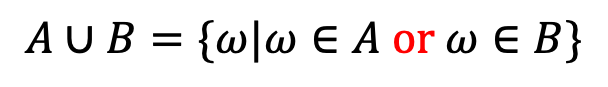 A ∪ B = {ω|ω ∈ A or ω ∈ B}